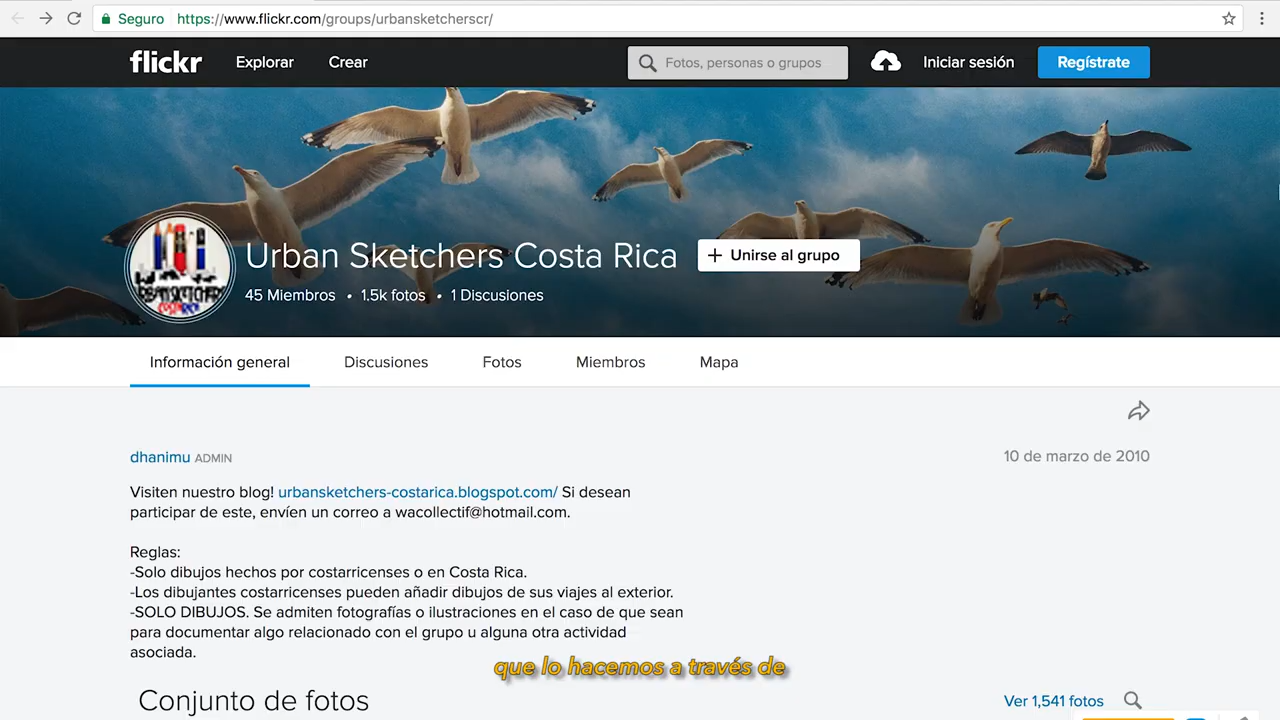 Seguro https://www.flickr.com/groups/urbansketcherscr/
flickr Explorar Crear Fotos, personas o grupos Iniciar sesión Regístrate
URBAN SKETCHERS
COSTA RICA
Urban Sketchers Costa Rica + Unirse al grupo
45 Miembros • 1.5k fotos • 1 Discusiones
Información general Discusiones Fotos Miembros Mapa
dhanimu ADMIN 10 de marzo de 2010
Visiten nuestro blog! urbansketchers-costarica.blogspot.com/ Si desean
participar de este, envíen un correo a wacollectif@hotmail.com.
Reglas:
-Solo dibujos hechos por costarricenses o en Costa Rica.
-Los dibujantes costarricenses pueden añadir dibujos de sus viajes al exterior.
-SOLO DIBUJOS. Se admiten fotografías o ilustraciones en el caso de que sean
para documentar algo relacionado con el grupo u alguna otra actividad
asociada.
que lo hacemos a través de
Conjunto de fotos Ver 1,541 fotos